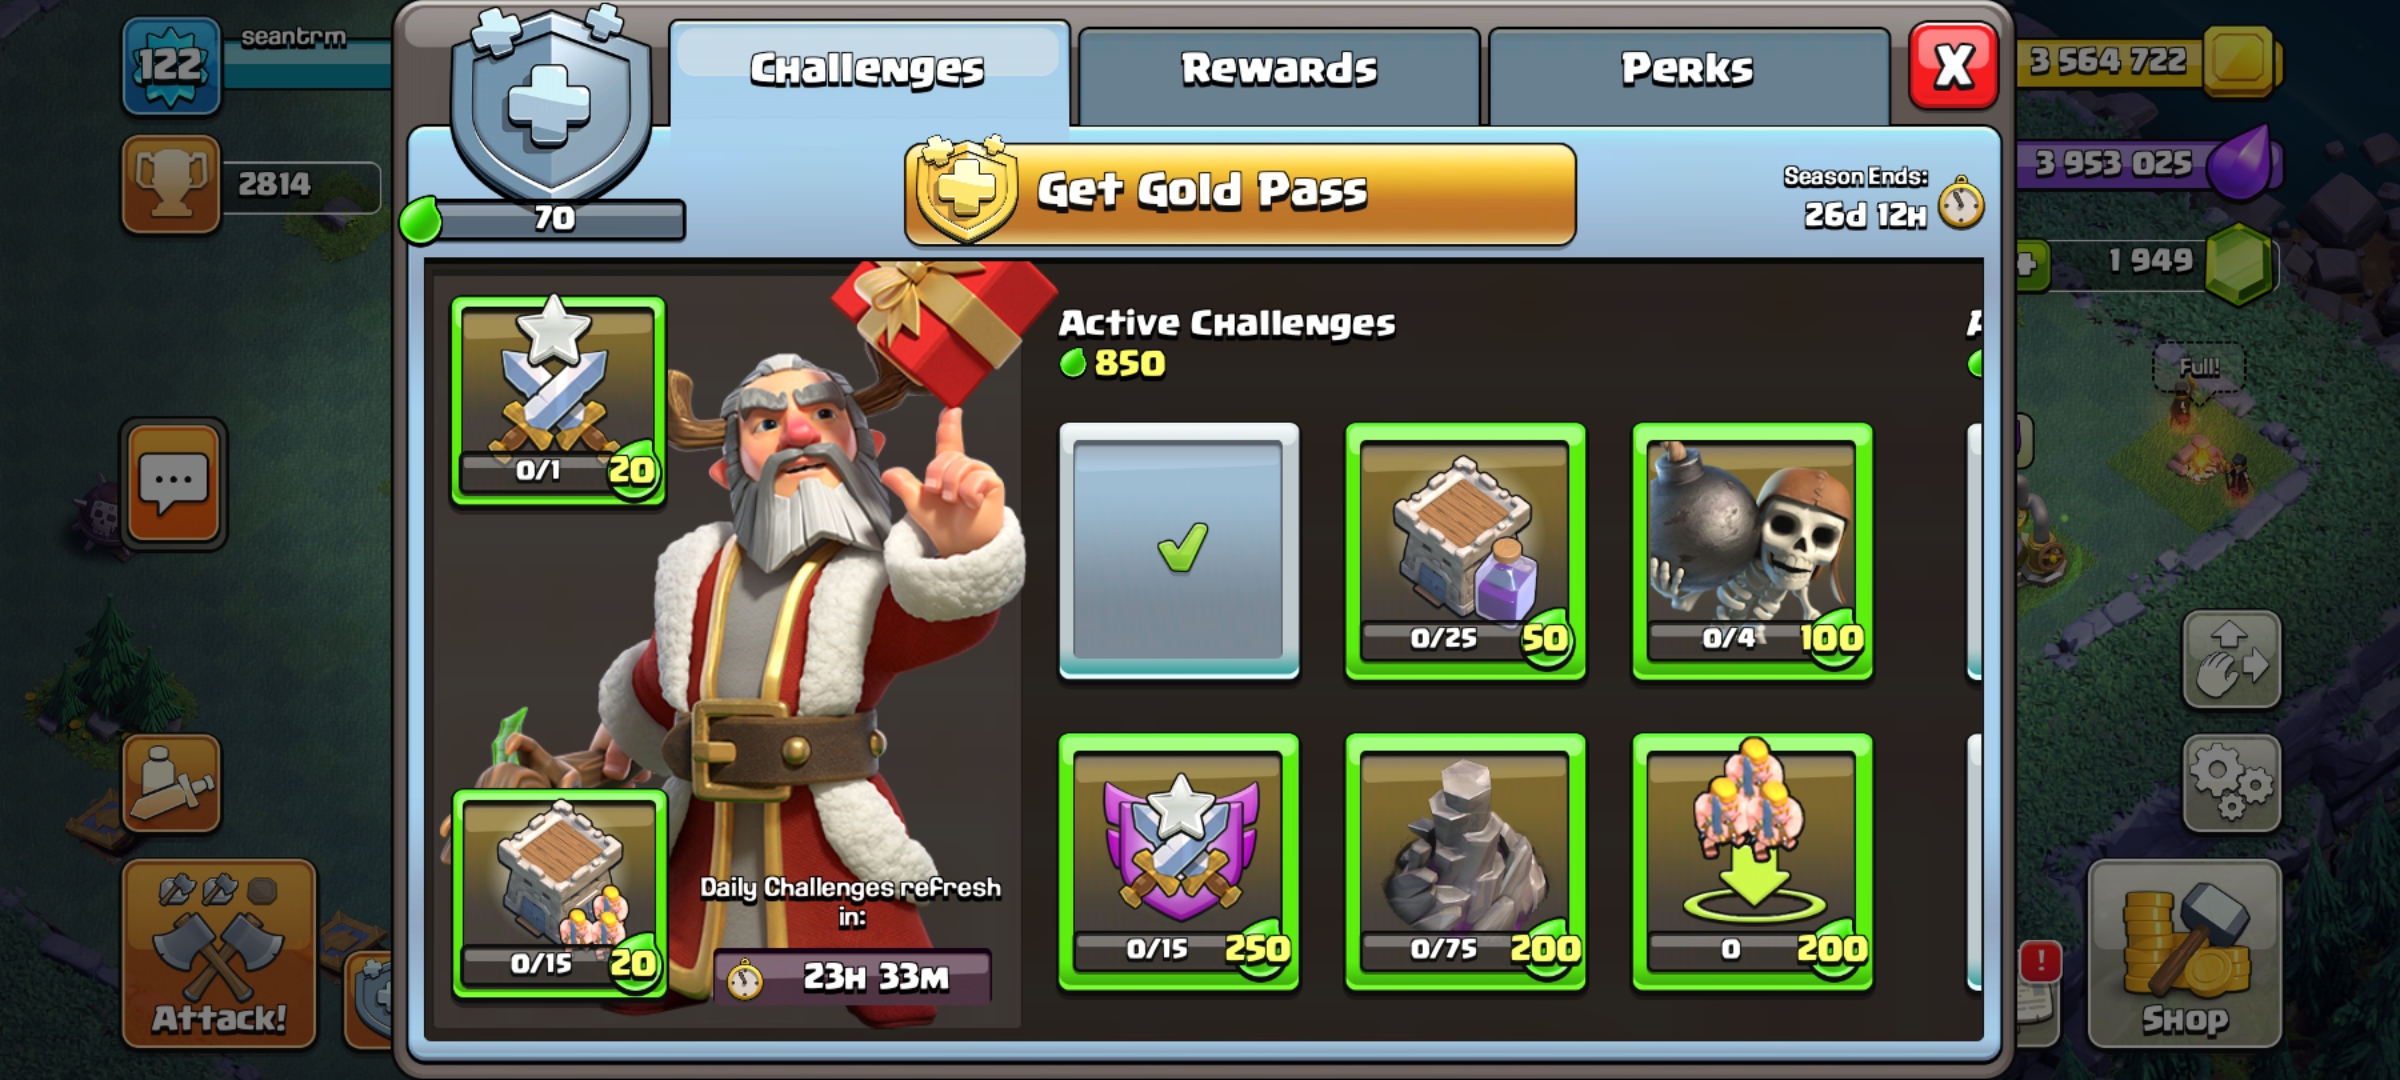 122
seantrm
2814
Challenges
Rewards
Perks
X
3 564 722
3 953 025
1 949
70
Get Gold Pass
Season Ends:
26d 12H
Active Challenges
850
0/1
20
0/25
50
0/4
100
0/15
250
0/75
200
0
200
0/15
20
Daily Challenges refresh
in:
23H 33M
Full!
Attack!
!
Shop